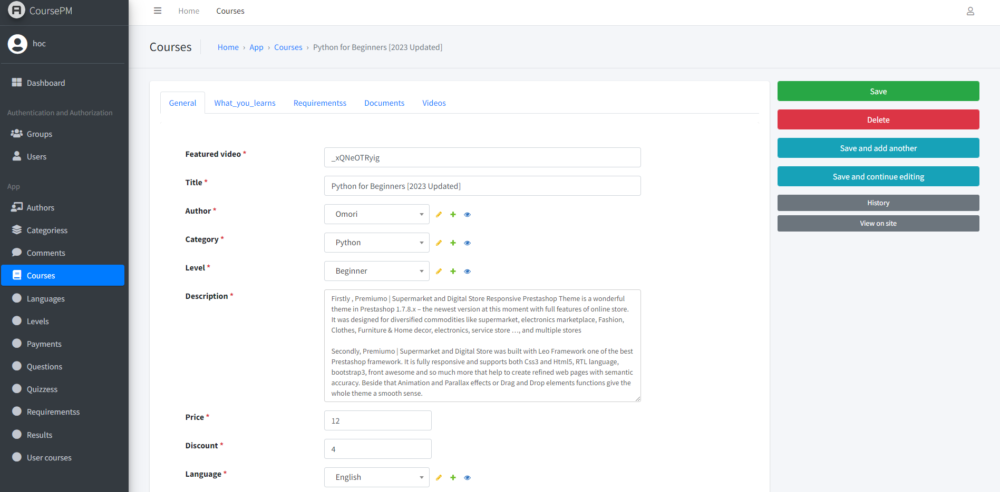 CoursePM
Home
Courses
hoc
Courses
Home › App › Courses › Python for Beginners [2023 Updated]
Dashboard
Authentication and Authorization
Groups
Users
App
Authors
Categoriess
Comments
Courses
Languages
Levels
Payments
Questions
Quizzess
Requirementss
Results
User courses
General
What_you_learns
Requirementss
Documents
Videos
Featured video *
_xQNeOTRyig
Title *
Python for Beginners [2023 Updated]
Author *
Omori
Category *
Python
Level *
Beginner
Description *
Firstly , Premiumo | Supermarket and Digital Store Responsive Prestashop Theme is a wonderful
theme in Prestashop 1.7.8.x – the newest version at this moment with full features of online store.
It was designed for diversified commodities like supermarket, electronics marketplace, Fashion,
Clothes, Furniture & Home decor, electronics, service store …, and multiple stores
Secondly, Premiumo | Supermarket and Digital Store was built with Leo Framework one of the best
Prestashop framework. It is fully responsive and supports both Css3 and Html5, RTL language,
bootstrap3, front awesome and so much more that help to create refined web pages with semantic
accuracy. Beside that Animation and Parallax effects or Drag and Drop elements functions give the
whole theme a smooth sense.
Price *
12
Discount *
4
Language *
English
Save
Delete
Save and add another
Save and continue editing
History
View on site